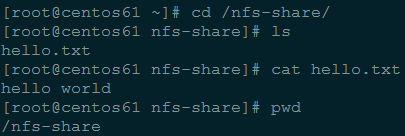 [root@centos61 ~]# cd /nfs-share/
[root@centos61 nfs-share]# ls
hello.txt
[root@centos61 nfs-share]# cat hello.txt
hello world
[root@centos61 nfs-share]# pwd
/nfs-share